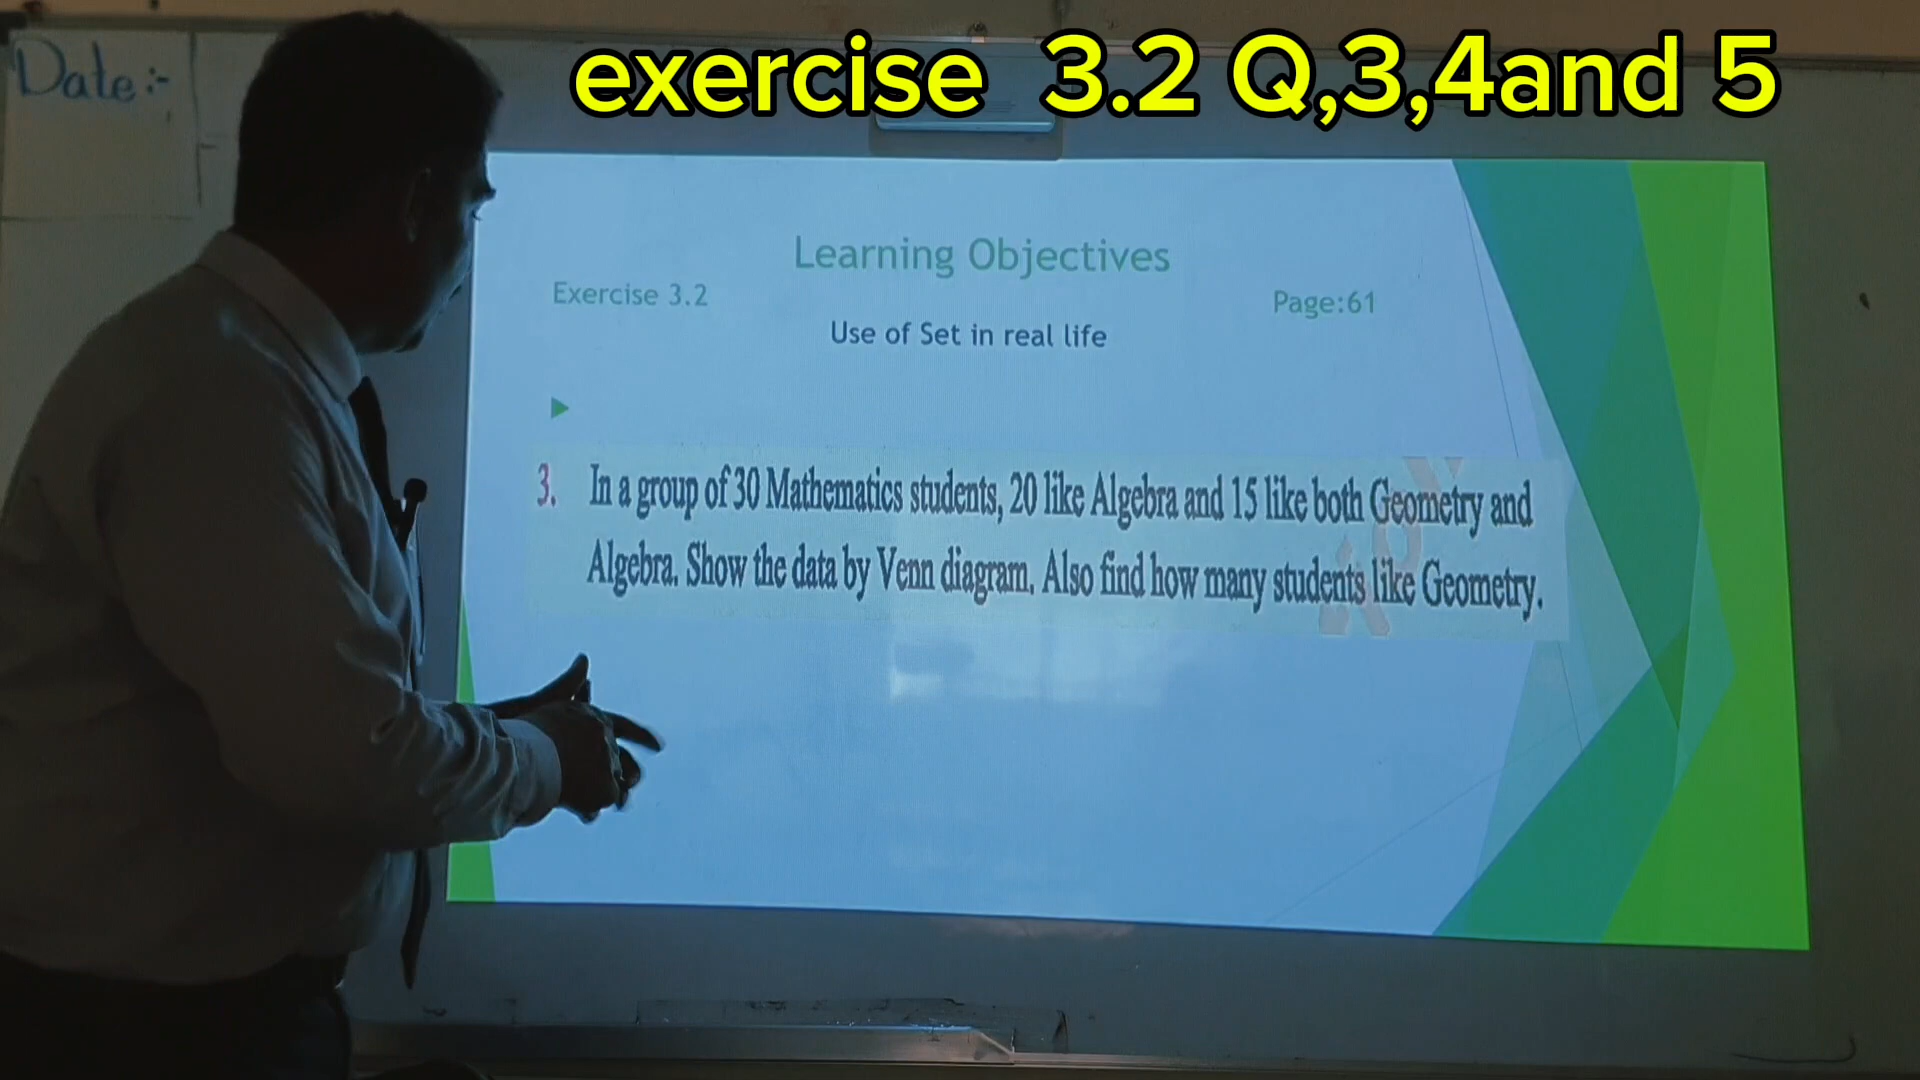 exercise 3.2 Q,3,4and 5
Date:-
Learning Objectives
Exercise 3.2
Page:61
Use of Set in real life
3. In a group of 30 Mathematics students, 20 like Algebra and 15 like both Geometry and
Algebra. Show the data by Venn diagram. Also find how many students like Geometry.